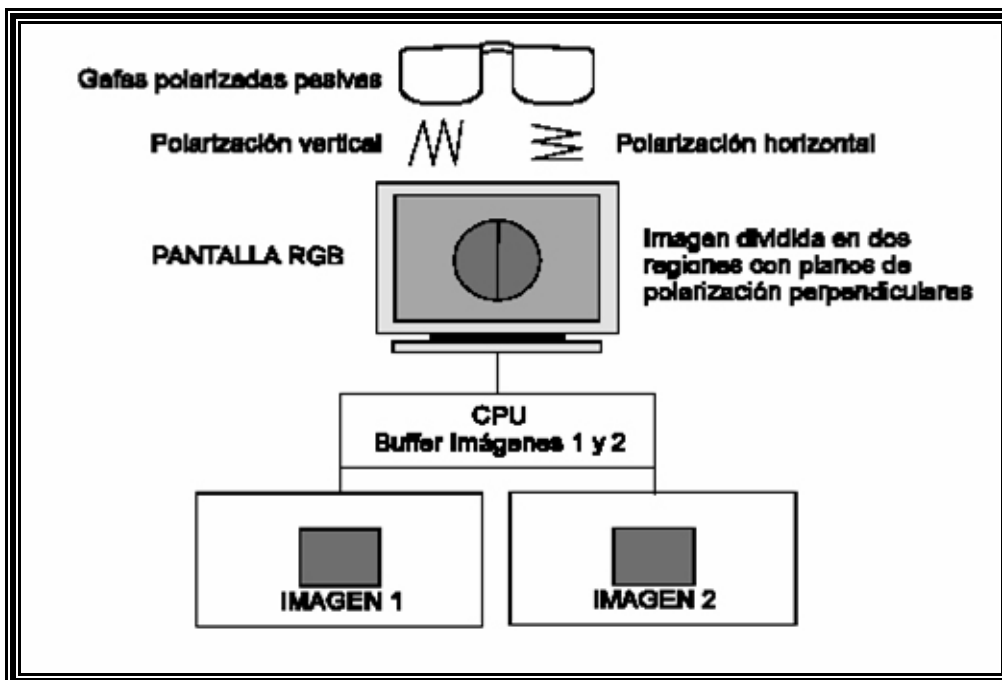 Gafas polarizadas pasivas
Polarización vertical
Polarización horizontal
PANTALLA RGB
Imagen dividida en dos
regiones con planos de
polarización perpendiculares
CPU
Buffer Imágenes 1 y 2
IMAGEN 1
IMAGEN 2